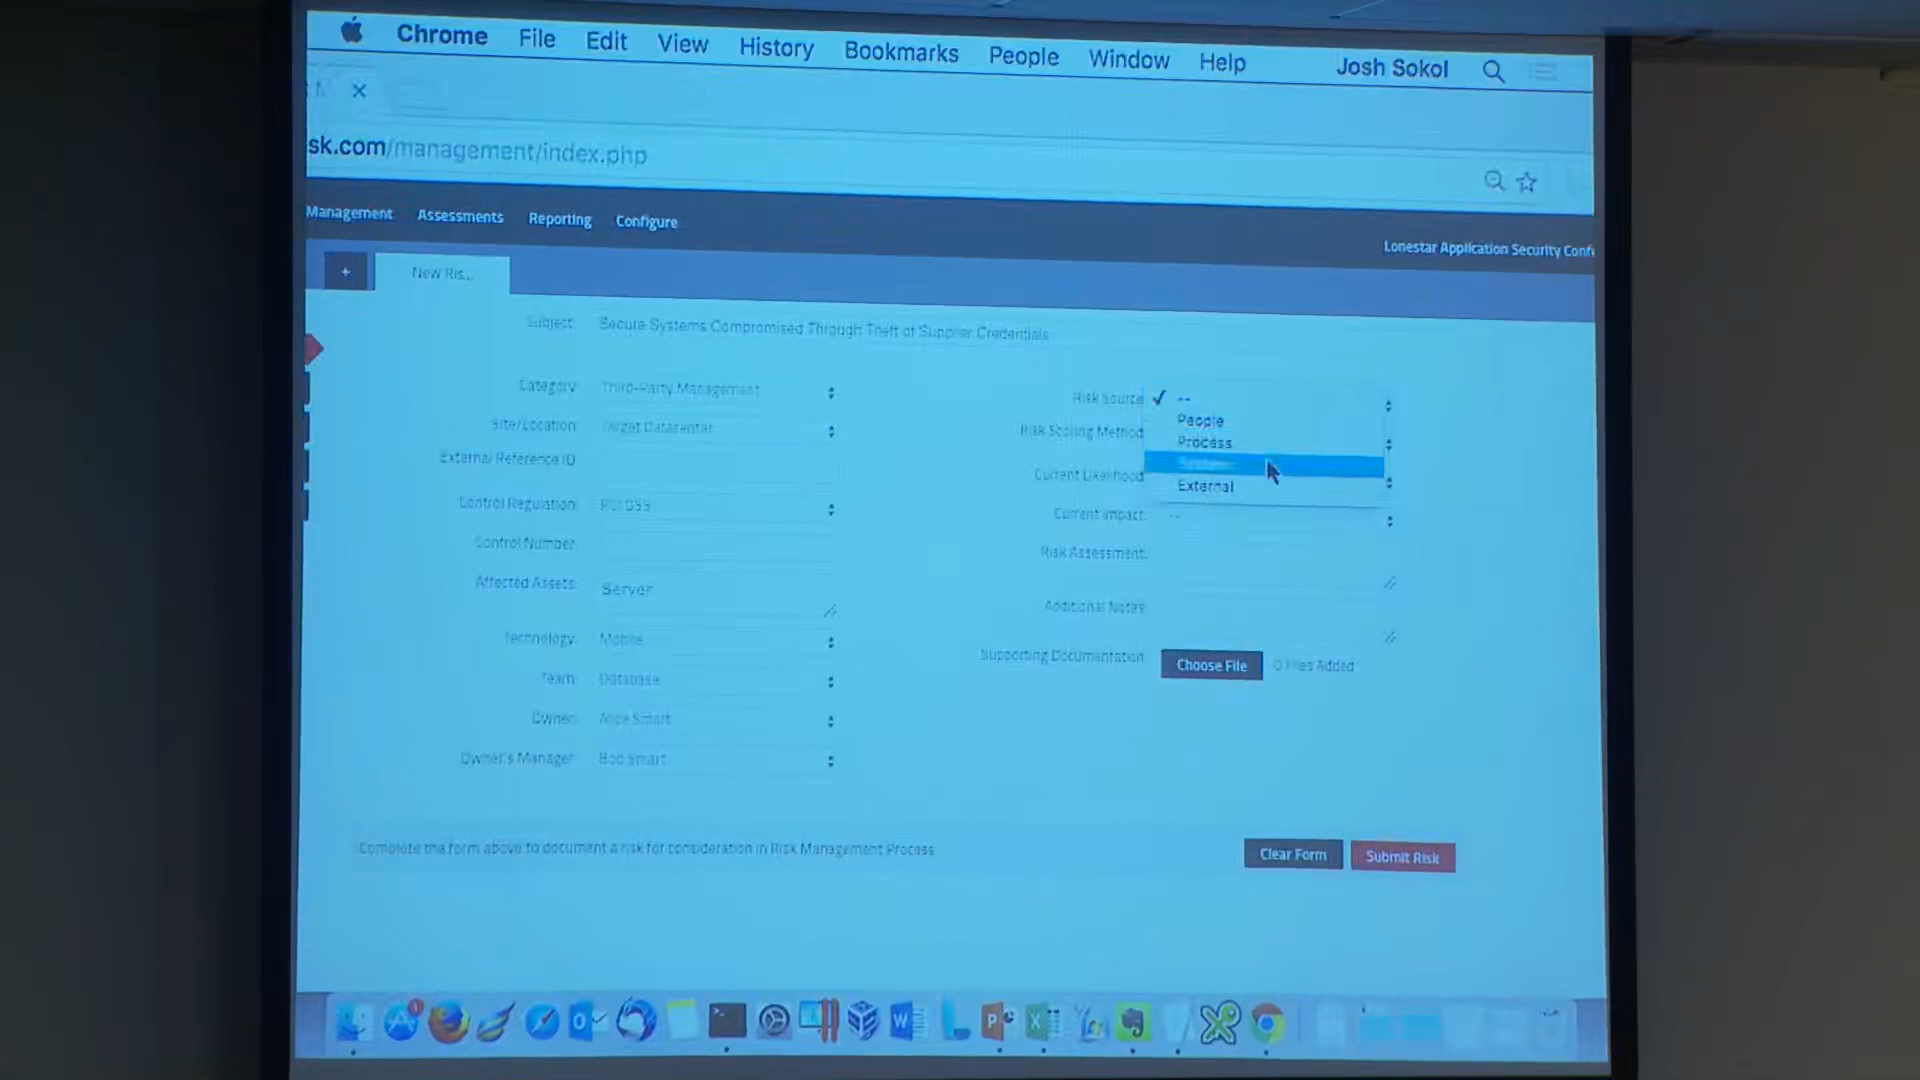 Chrome File Edit View History Bookmarks People Window Help Josh Sokol
sk.com/management/index.php
Management Assessments Reporting Configure
Lonestar Application Security Conf
+ New Ris...
Subject: Secure Systems Compromised Through Theft of Supplier Credentials
Category: Third-Party Management
Site/Location: Target Datacenter
External Reference ID:
Control Regulation: PCI DSS
Control Number:
Affected Assets: Server
Technology: Mobile
Team: Database
Owner: Alice Smart
Owner's Manager: Bob Smart
Risk Source: ✓ --
People
Process
External
Risk Scoring Method:
Current Likelihood:
Current Impact: --
Risk Assessment:
Additional Notes:
Supporting Documentation: Choose File 0 Files Added
Complete the form above to document a risk for consideration in Risk Management Process
Clear Form Submit Risk